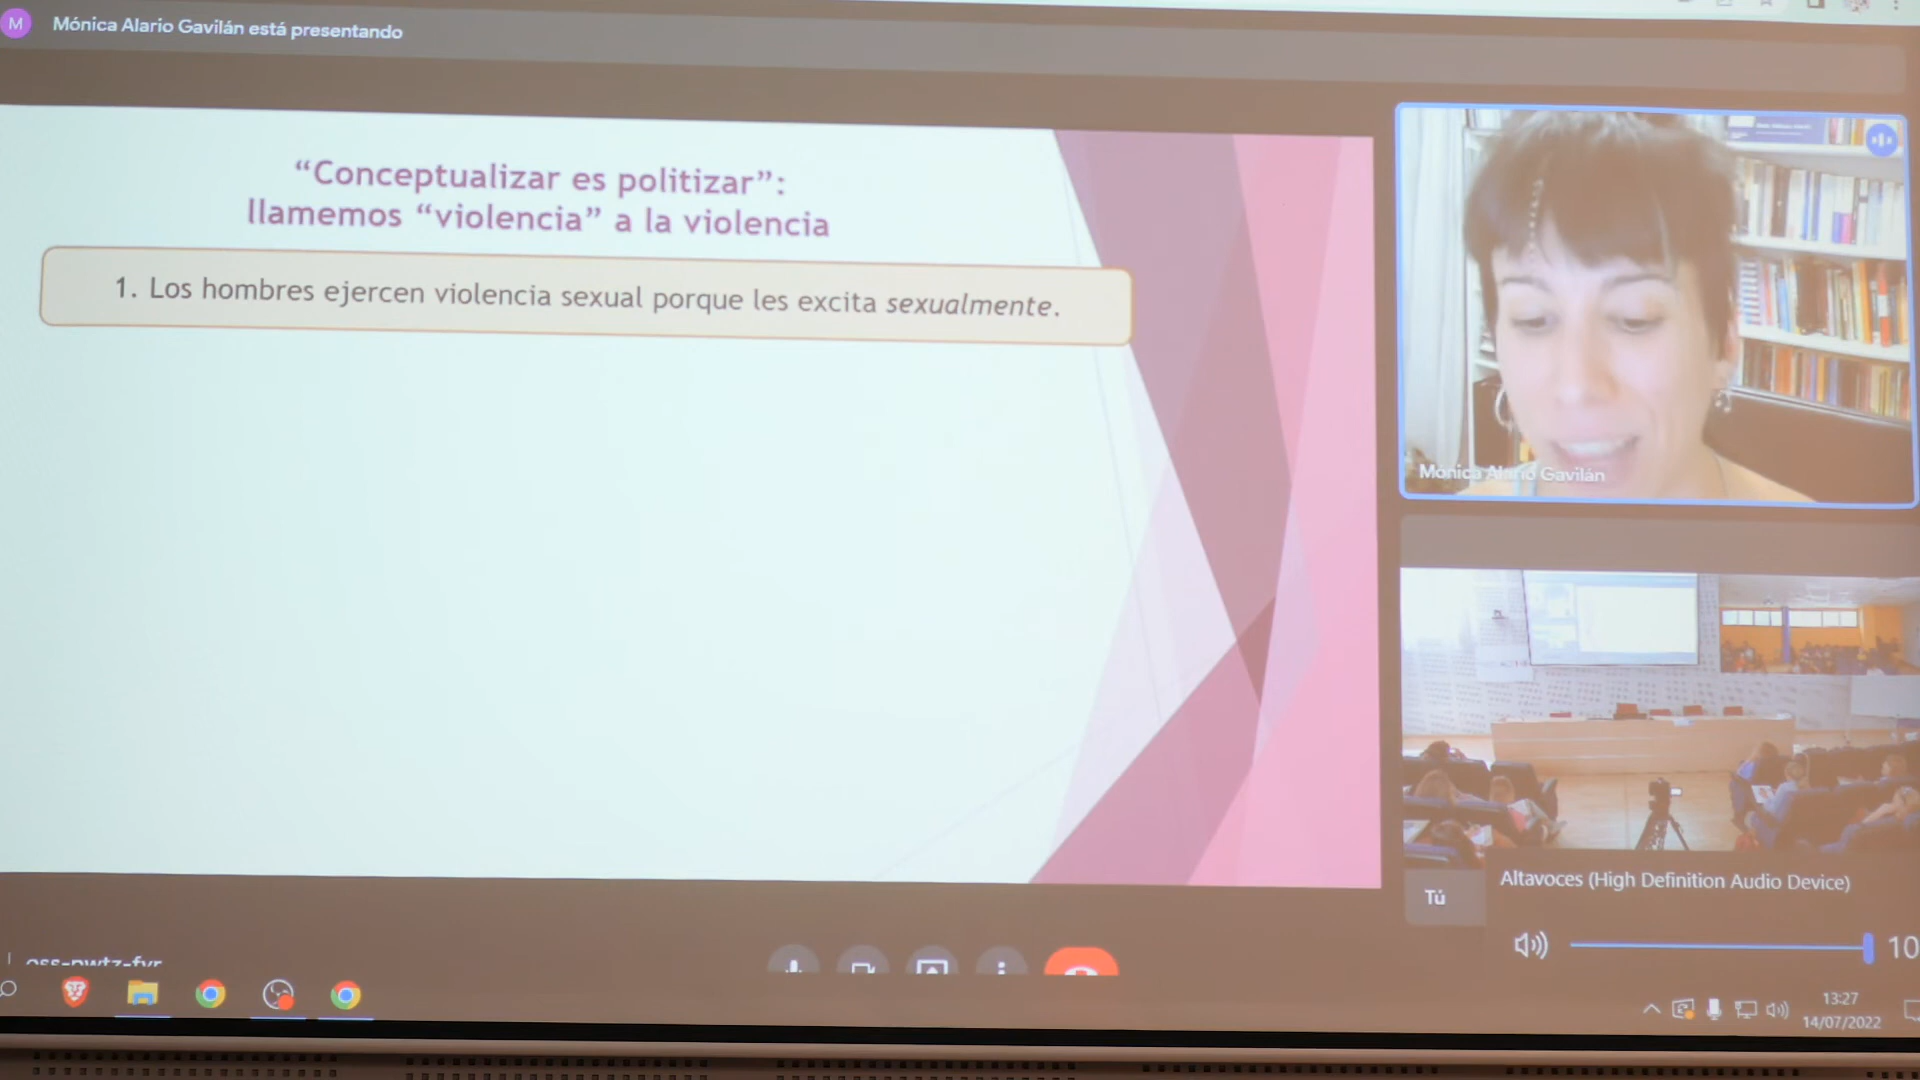 M
Mónica Alario Gavilán está presentando
“Conceptualizar es politizar”:
llamemos “violencia” a la violencia
1. Los hombres ejercen violencia sexual porque les excita sexualmente.
Mónica Alario Gavilán
Tú
Altavoces (High Definition Audio Device)
10
13:27
14/07/2022